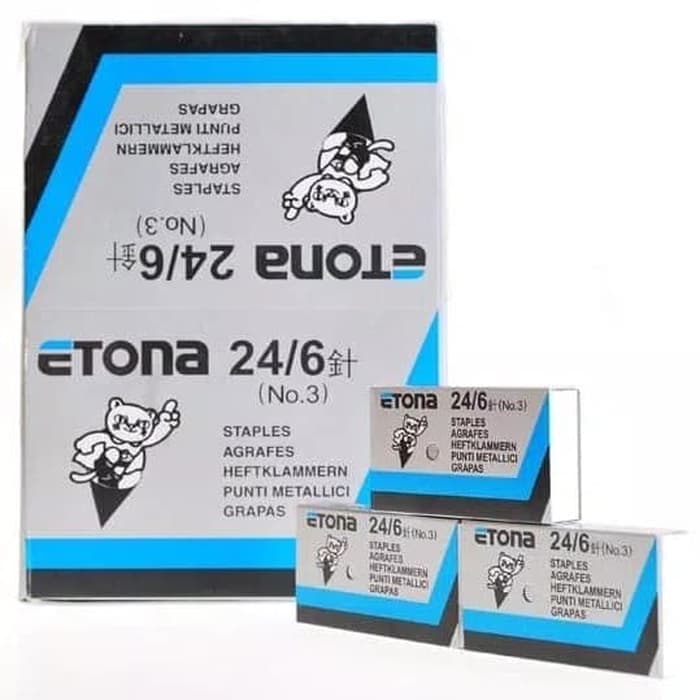 STAPLES
AGRAFES
HEFTKLAMMERN
PUNTI METALLICI
GRAPAS
(No.3)
ETONA 24/6針
ETONA 24/6針
(No.3)
STAPLES
AGRAFES
HEFTKLAMMERN
PUNTI METALLICI
GRAPAS
ETONA 24/6針(No.3)
STAPLES
AGRAFES
HEFTKLAMMERN
PUNTI METALLICI
GRAPAS
ETONA 24/6針(No.3)
STAPLES
AGRAFES
HEFTKLAMMERN
PUNTI METALLICI
GRAPAS
ETONA 24/6針(No.3)
STAPLES
AGRAFES
HEFTKLAMMERN
PUNTI METALLICI
GRAPAS